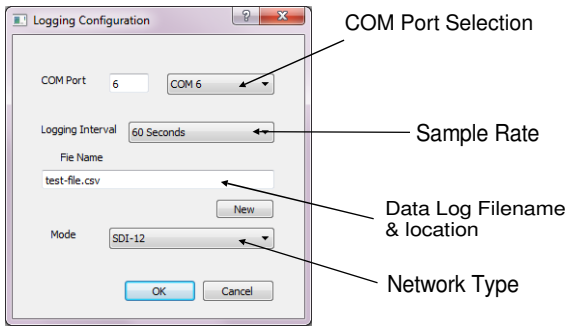 Logging Configuration
COM Port Selection
COM Port 6 COM 6
Logging Interval 60 Seconds
Sample Rate
Fie Name
test-file.csv
New
Data Log Filename
& location
Mode SDI-12
Network Type
OK Cancel